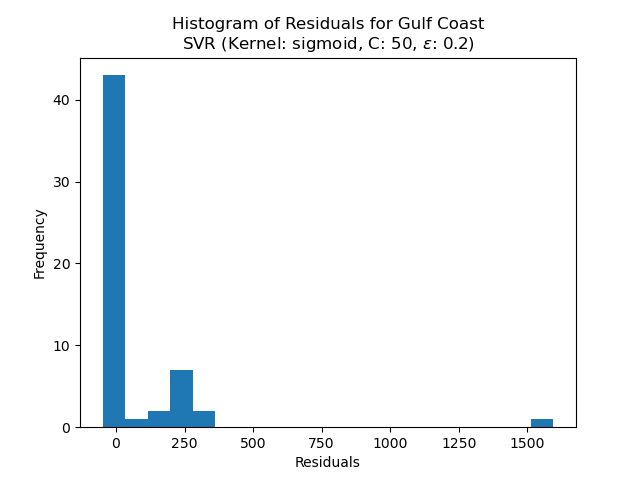 Histogram of Residuals for Gulf Coast
SVR (Kernel: sigmoid, C: 50, ε: 0.2)
Frequency
40
30
20
10
0
0 250 500 750 1000 1250 1500
Residuals